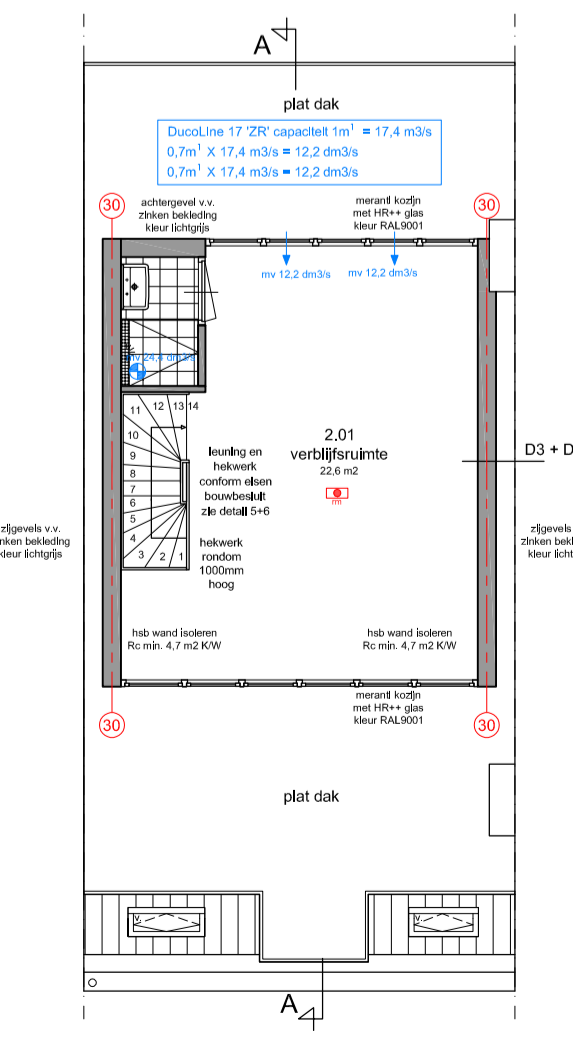 A
plat dak
DucoLine 17 'ZR' capaciteit 1m¹ = 17,4 m3/s
0,7m¹ X 17,4 m3/s = 12,2 dm3/s
0,7m¹ X 17,4 m3/s = 12,2 dm3/s
achtergevel v.v.
zinken bekleding
kleur lichtgrijs
meranti kozijn
met HR++ glas
kleur RAL9001
30
30
mv 12,2 dm3/s
mv 12,2 dm3/s
mv 24,4 dm3/s
11
12
13
14
10
9
8
7
6
5
4
3
2
1
leuning en
hekwerk
conform eisen
bouwbesluit
zie detail 5+6
hekwerk
rondom
1000mm
hoog
2.01
verblijfsruimte
22,6 m2
rm
D3 + D
zijgevels v.v.
nken bekleding
kleur lichtgrijs
zijgevels
zinken bekl
kleur licht
hsb wand isoleren
Rc min. 4,7 m2 K/W
hsb wand isoleren
Rc min. 4,7 m2 K/W
meranti kozijn
met HR++ glas
kleur RAL9001
30
30
plat dak
v.
v.
A